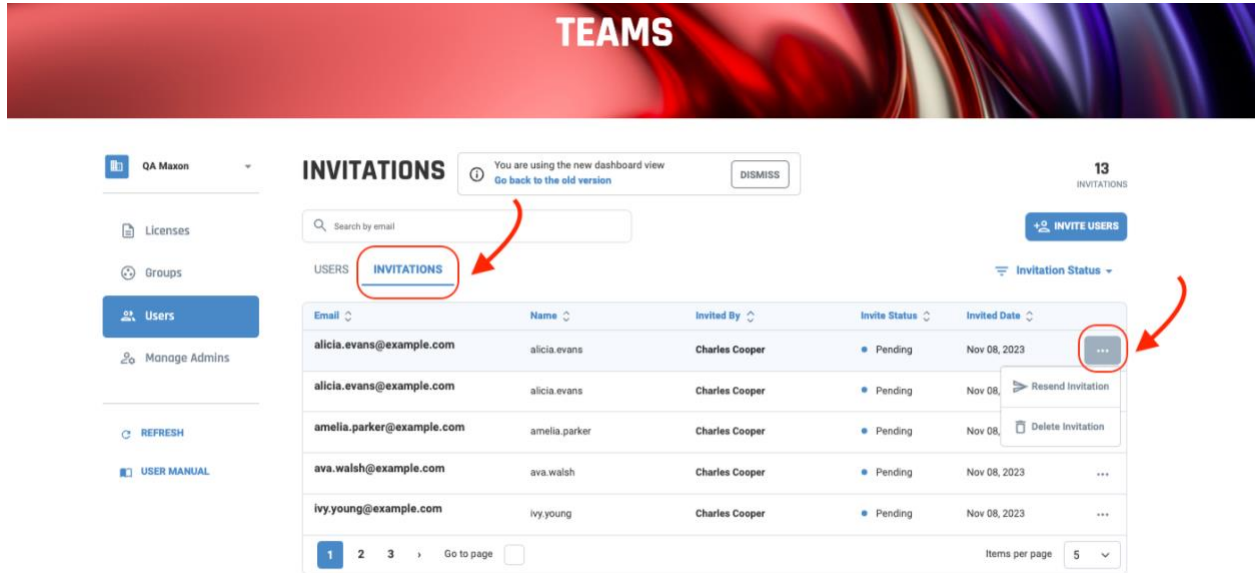 TEAMS
QA Maxon
INVITATIONS
You are using the new dashboard view
Go back to the old version
DISMISS
13
INVITATIONS
Search by email
INVITE USERS
Licenses
Groups
Users
Manage Admins
REFRESH
USER MANUAL
USERS INVITATIONS
Invitation Status
Email Name Invited By Invite Status Invited Date
alicia.evans@example.com alicia.evans Charles Cooper Pending Nov 08, 2023 ...
alicia.evans@example.com alicia.evans Charles Cooper Pending Nov 08,
Resend Invitation
amelia.parker@example.com amelia.parker Charles Cooper Pending Nov 08,
Delete Invitation
ava.walsh@example.com ava.walsh Charles Cooper Pending Nov 08, 2023 ...
ivy.young@example.com ivy.young Charles Cooper Pending Nov 08, 2023 ...
1 2 3 › Go to page
Items per page 5